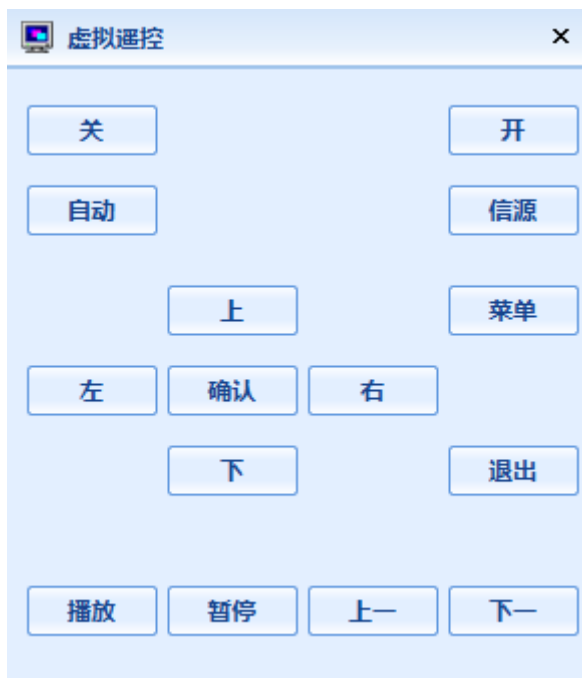 虚拟遥控
关 开
自动 信源
上 菜单
左 确认 右
下 退出
播放 暂停 上一 下一